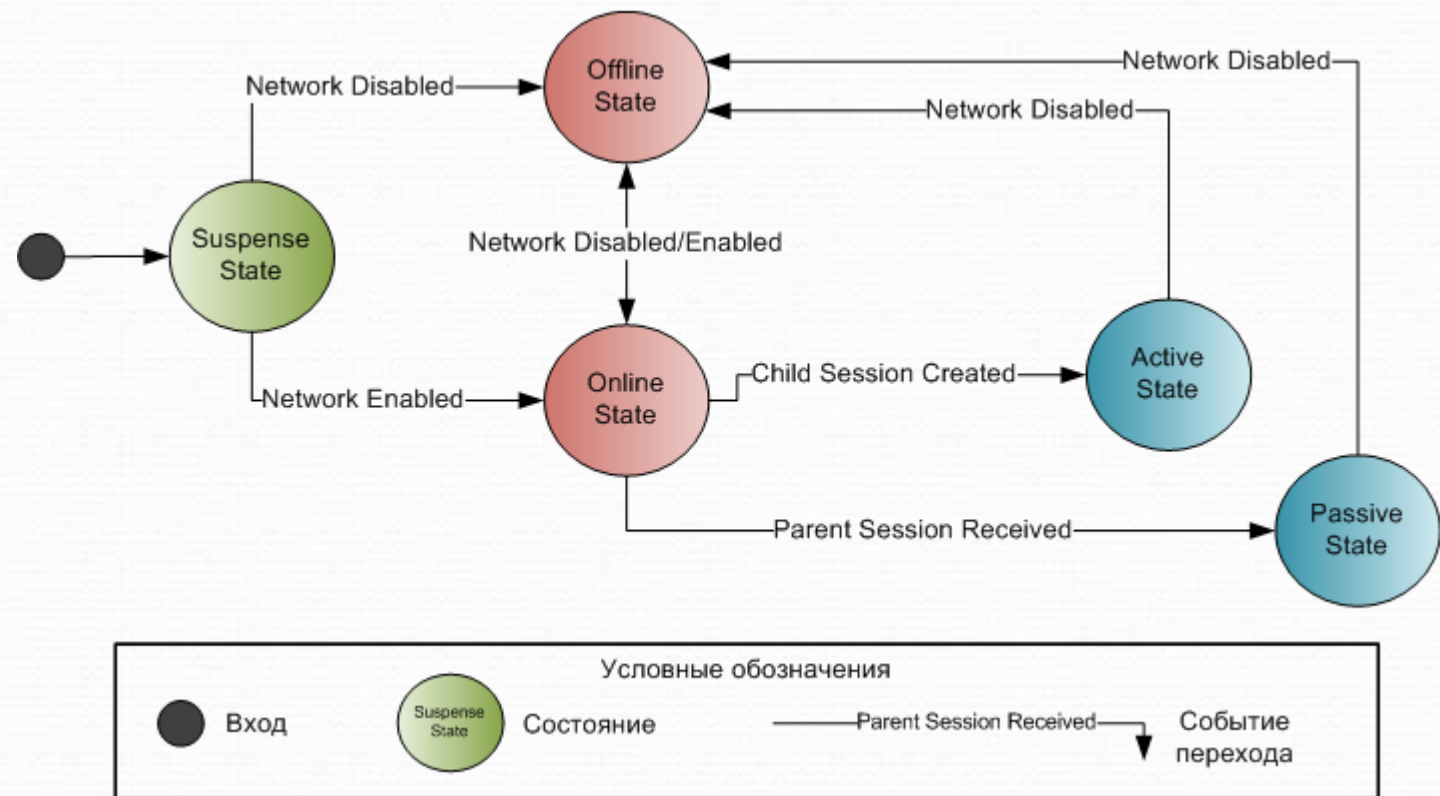 Offline
State
Network Disabled
Network Disabled
Network Disabled
Suspense
State
Network Disabled/Enabled
Online
State
Network Enabled
Child Session Created
Active
State
Parent Session Received
Passive
State
Условные обозначения
Вход
Suspense
State
Состояние
Parent Session Received
Событие
перехода